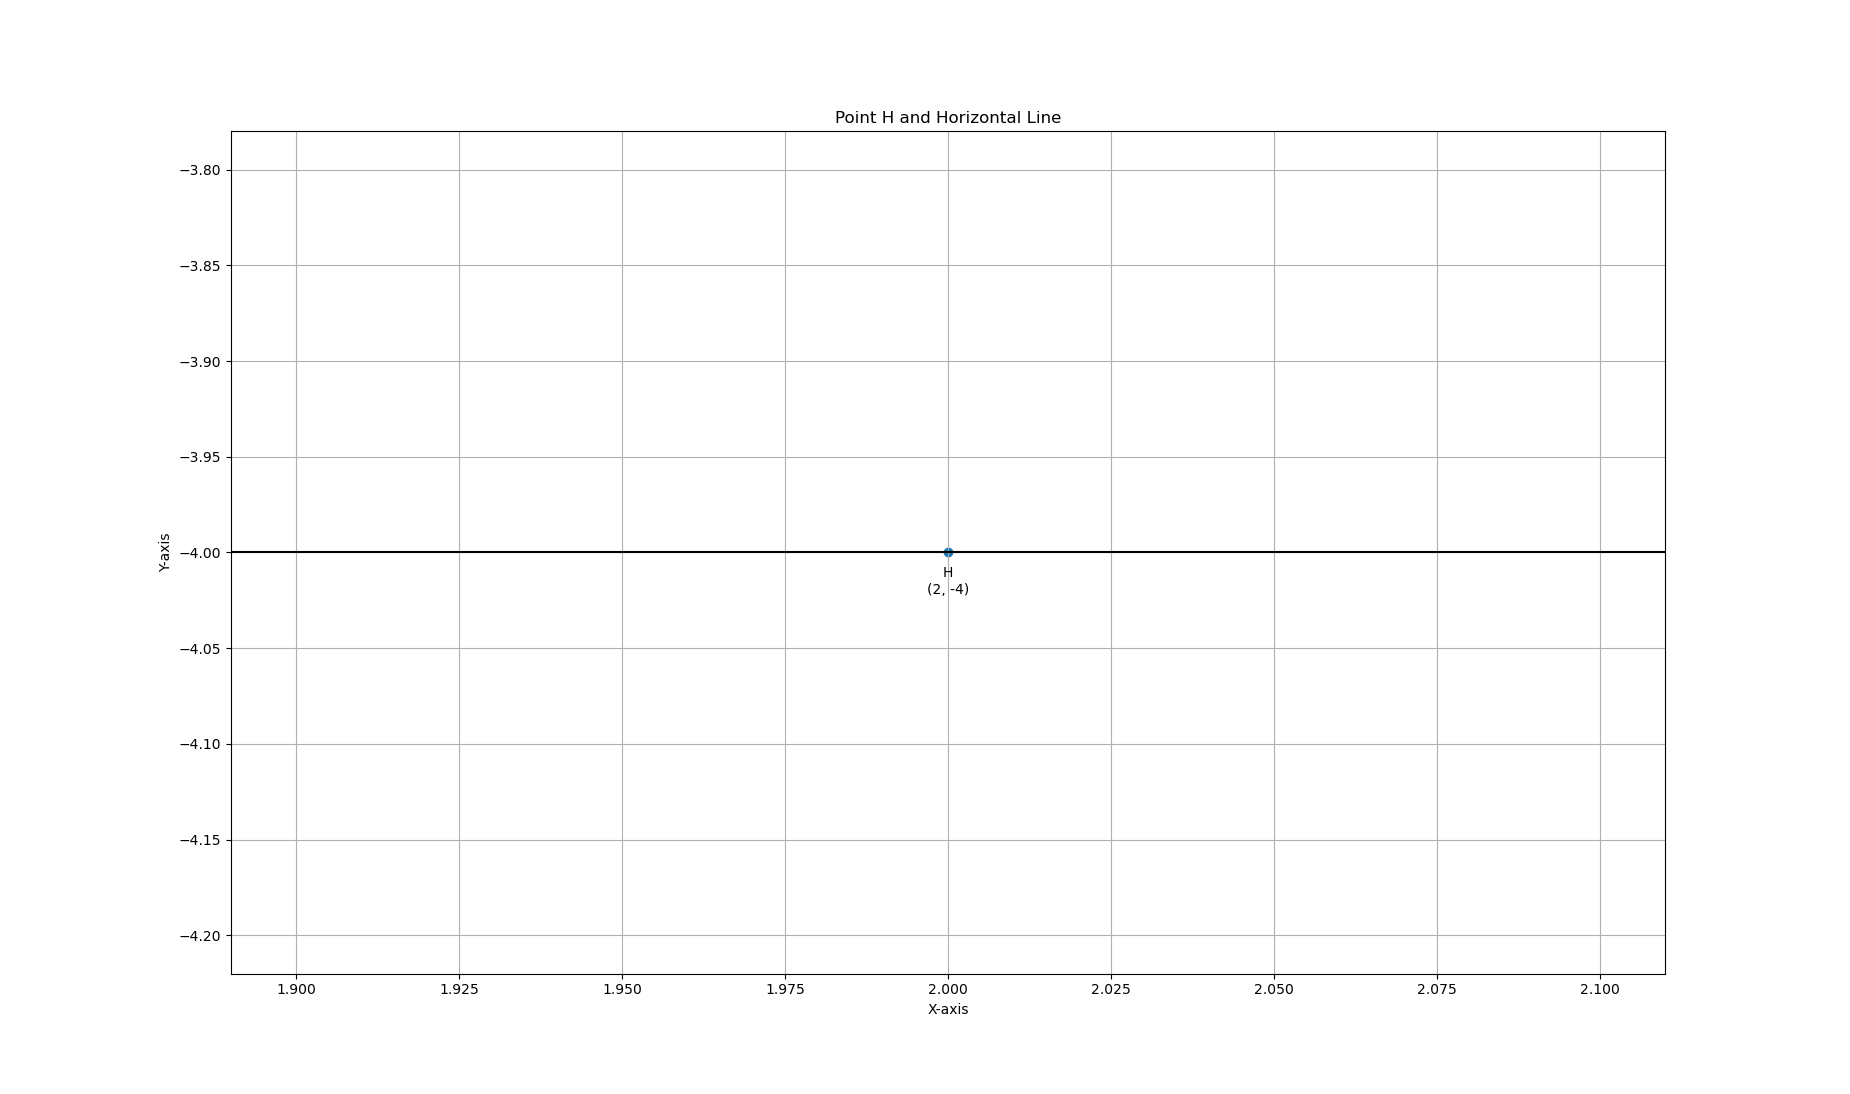 Point H and Horizontal Line
−3.80
−3.85
−3.90
−3.95
−4.00
−4.05
−4.10
−4.15
−4.20
Y-axis
H
(2, -4)
1.900 1.925 1.950 1.975 2.000 2.025 2.050 2.075 2.100
X-axis